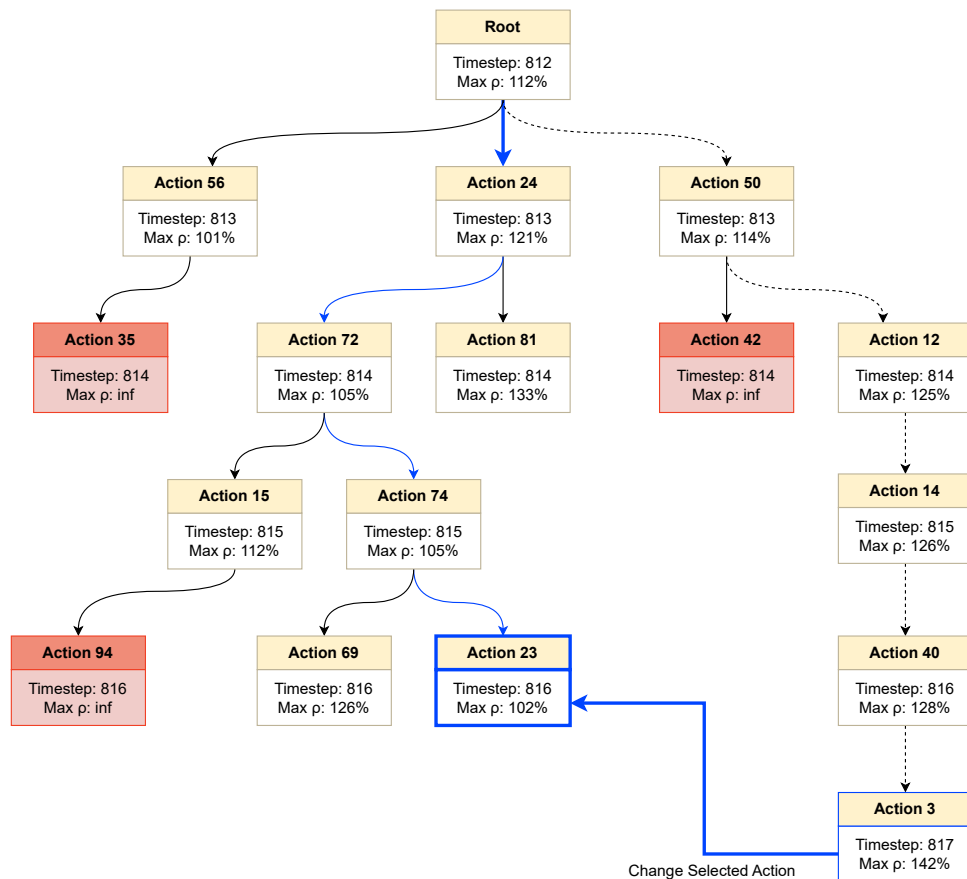 Root
Timestep: 812
Max ρ: 112%
Action 56
Timestep: 813
Max ρ: 101%
Action 24
Timestep: 813
Max ρ: 121%
Action 50
Timestep: 813
Max ρ: 114%
Action 35
Timestep: 814
Max ρ: inf
Action 72
Timestep: 814
Max ρ: 105%
Action 81
Timestep: 814
Max ρ: 133%
Action 42
Timestep: 814
Max ρ: inf
Action 12
Timestep: 814
Max ρ: 125%
Action 15
Timestep: 815
Max ρ: 112%
Action 74
Timestep: 815
Max ρ: 105%
Action 14
Timestep: 815
Max ρ: 126%
Action 94
Timestep: 816
Max ρ: inf
Action 69
Timestep: 816
Max ρ: 126%
Action 23
Timestep: 816
Max ρ: 102%
Action 40
Timestep: 816
Max ρ: 128%
Action 3
Timestep: 817
Max ρ: 142%
Change Selected Action